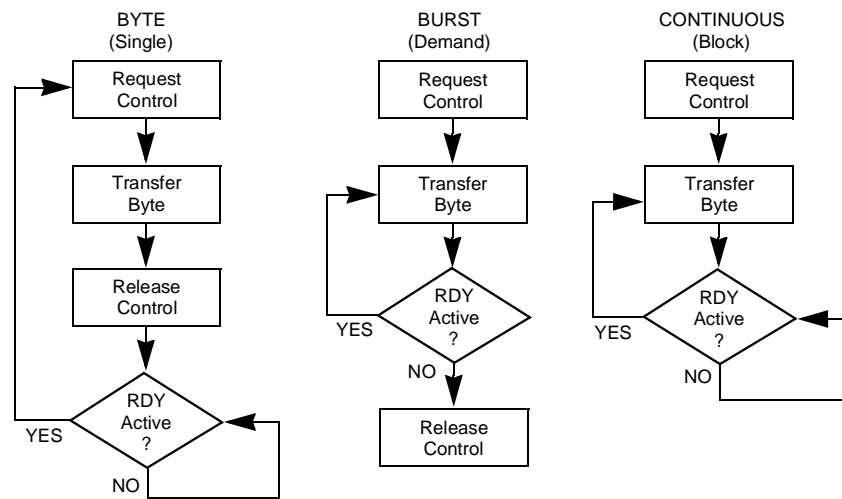 BYTE
(Single)
Request
Control
Transfer
Byte
Release
Control
RDY
Active
?
YES
NO
BURST
(Demand)
Request
Control
Transfer
Byte
RDY
Active
?
YES
NO
Release
Control
CONTINUOUS
(Block)
Request
Control
Transfer
Byte
RDY
Active
?
YES
NO